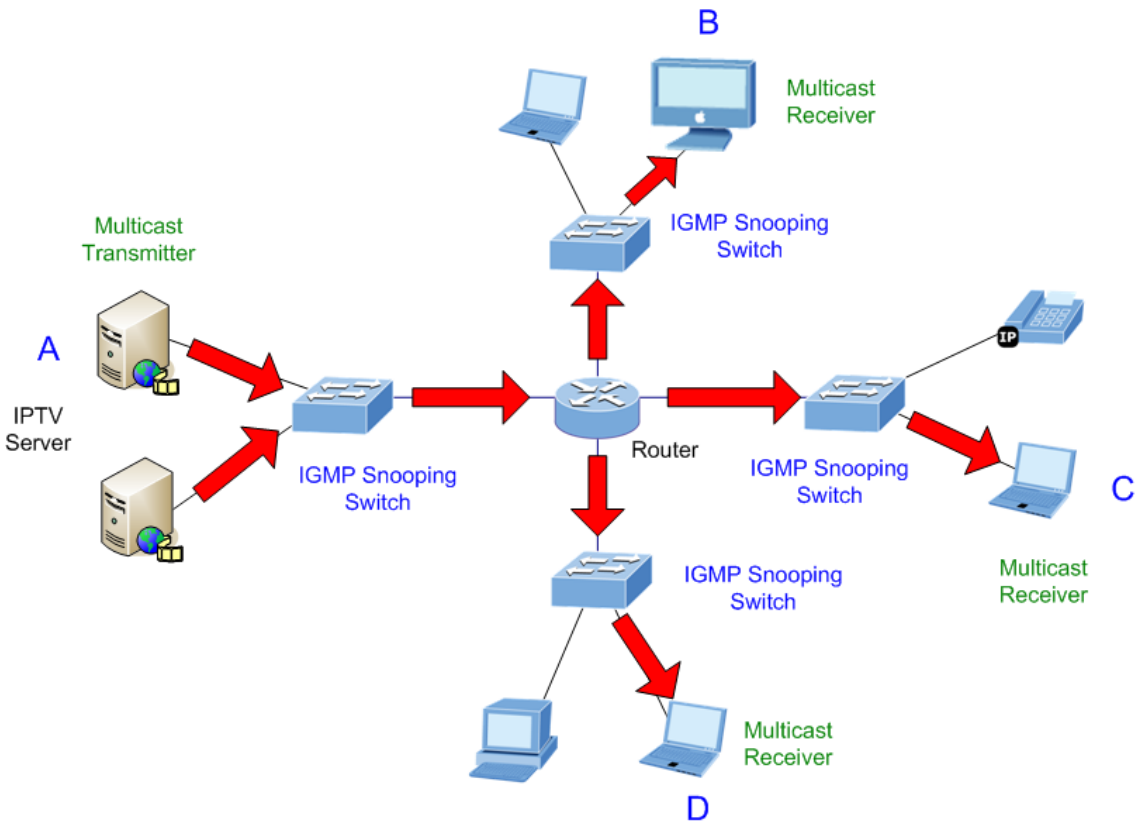 B
Multicast
Receiver
IGMP Snooping
Switch
Multicast
Transmitter
A
IPTV
Server
IGMP Snooping
Switch
Router
IP
IGMP Snooping
Switch
C
Multicast
Receiver
IGMP Snooping
Switch
Multicast
Receiver
D